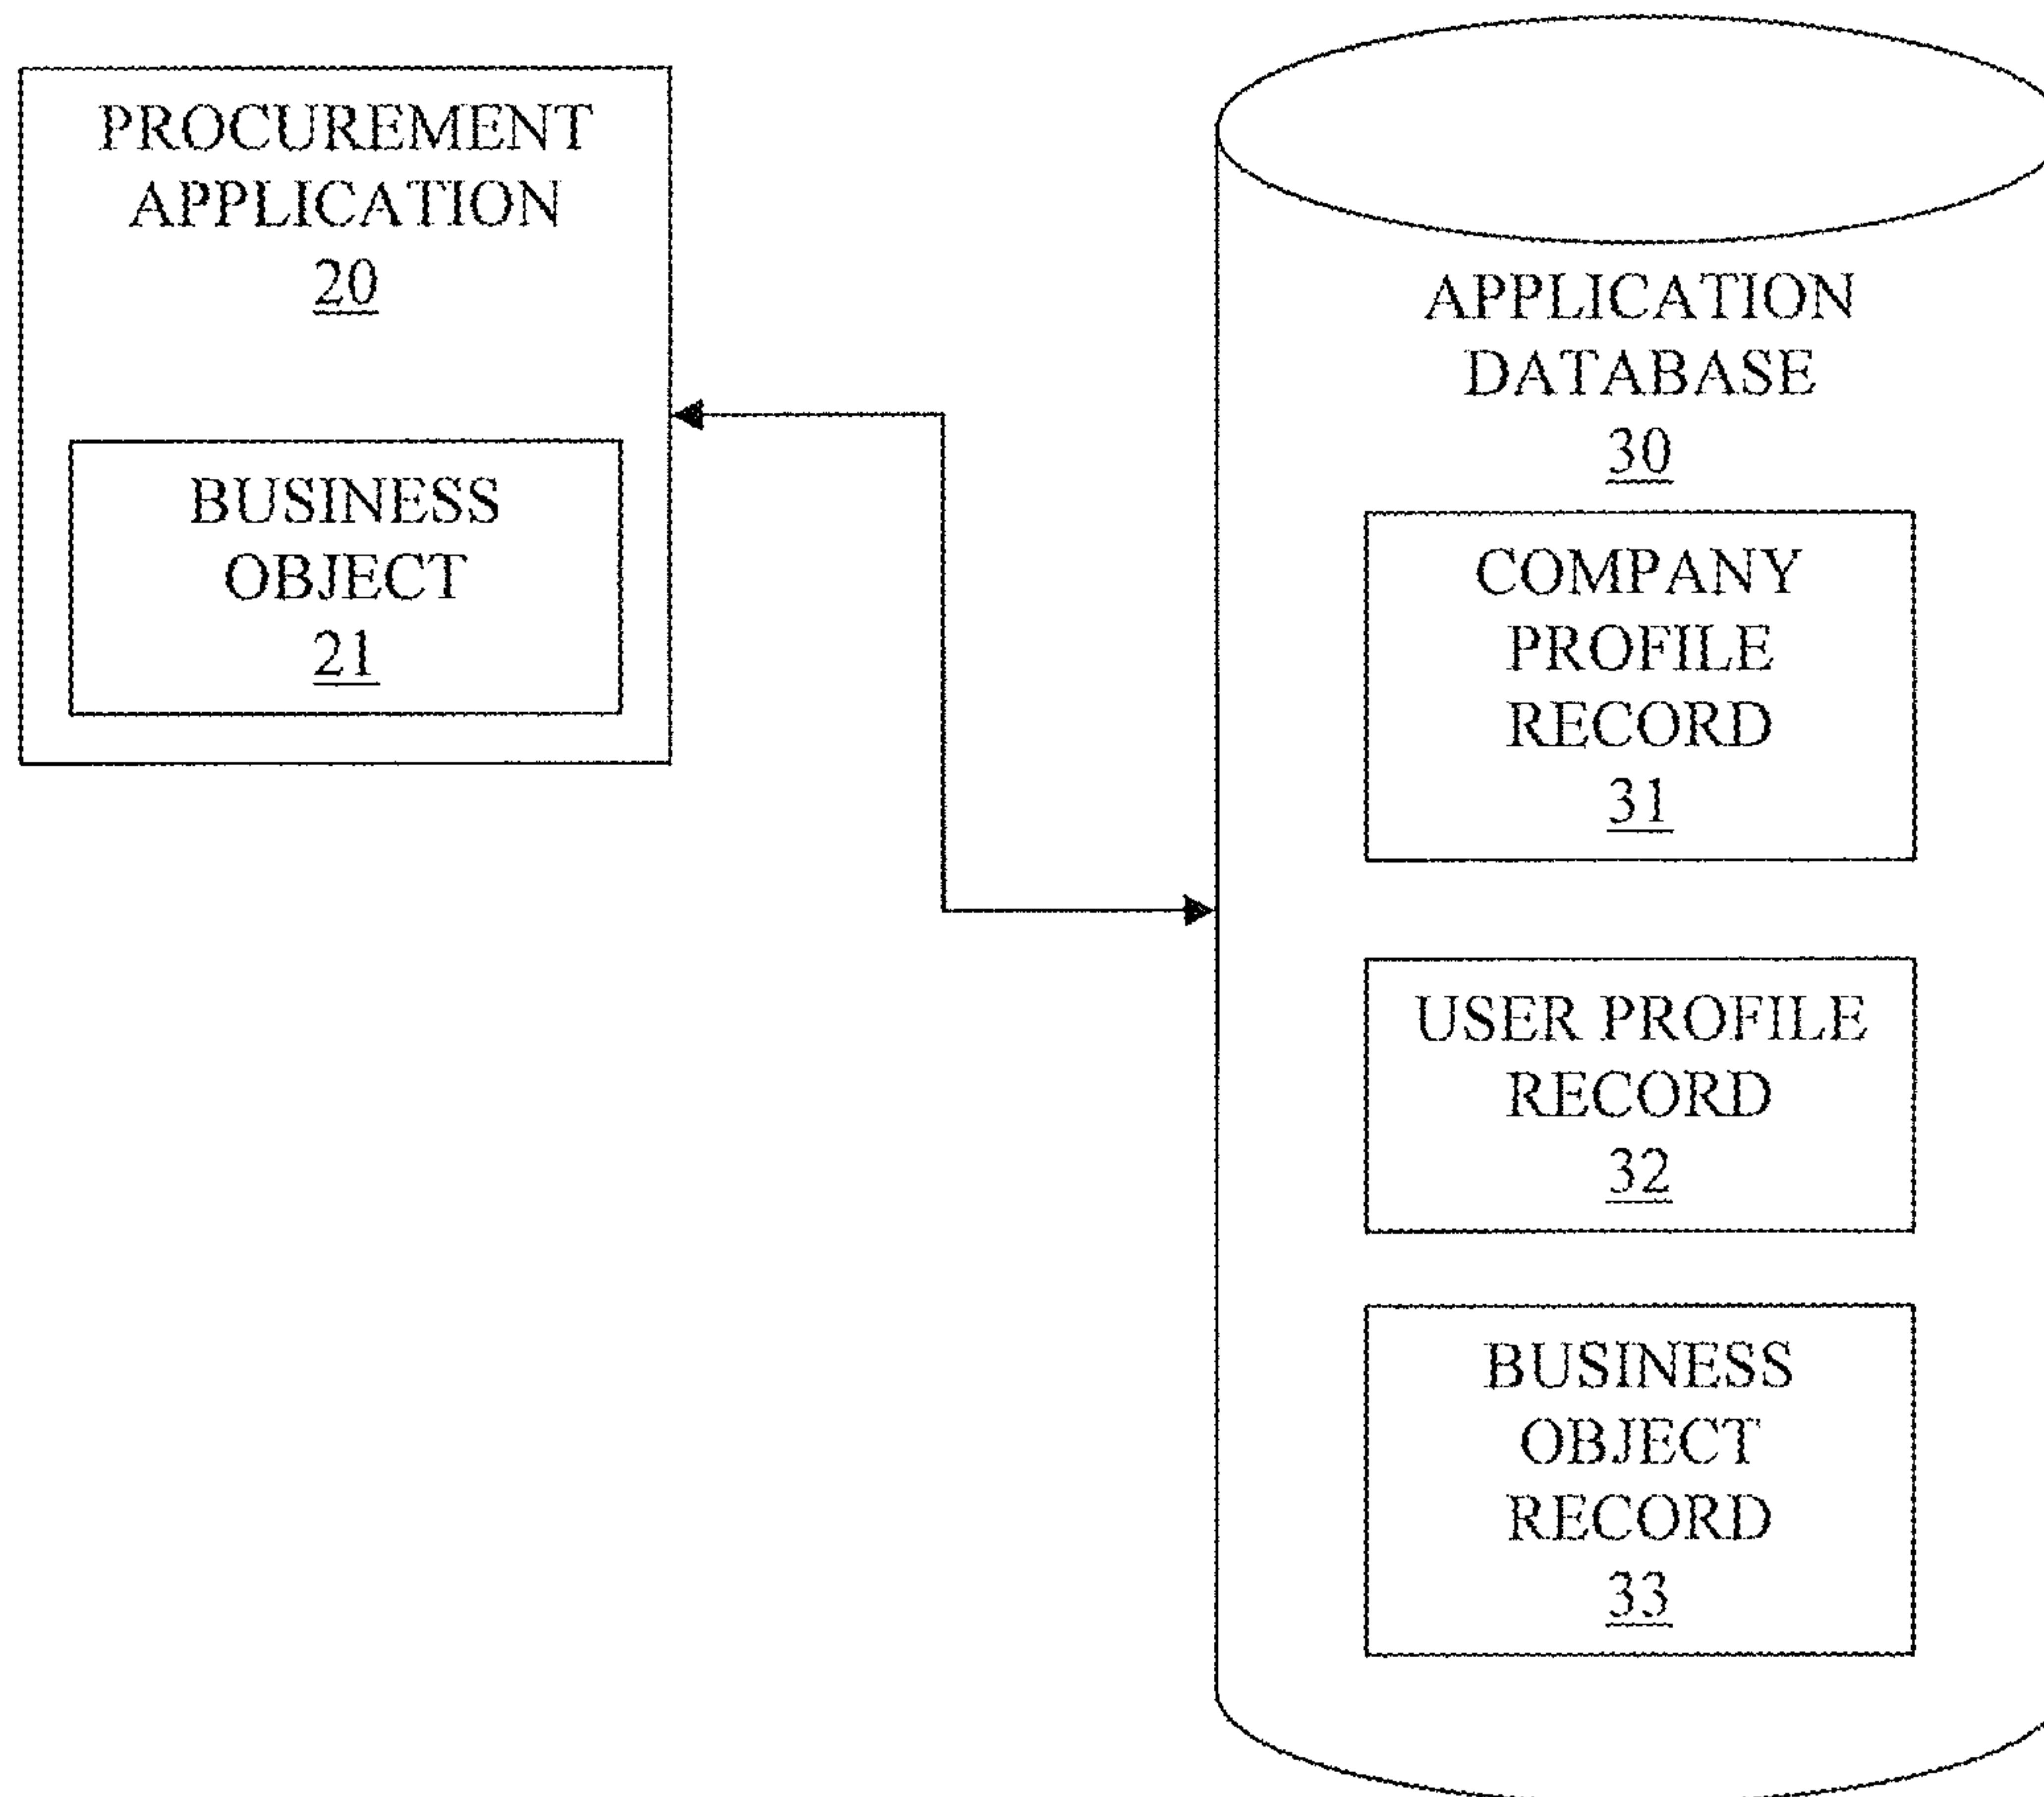 PROCUREMENT
APPLICATION
20
BUSINESS
OBJECT
21
APPLICATION
DATABASE
30
COMPANY
PROFILE
RECORD
31
USER PROFILE
RECORD
32
BUSINESS
OBJECT
RECORD
33